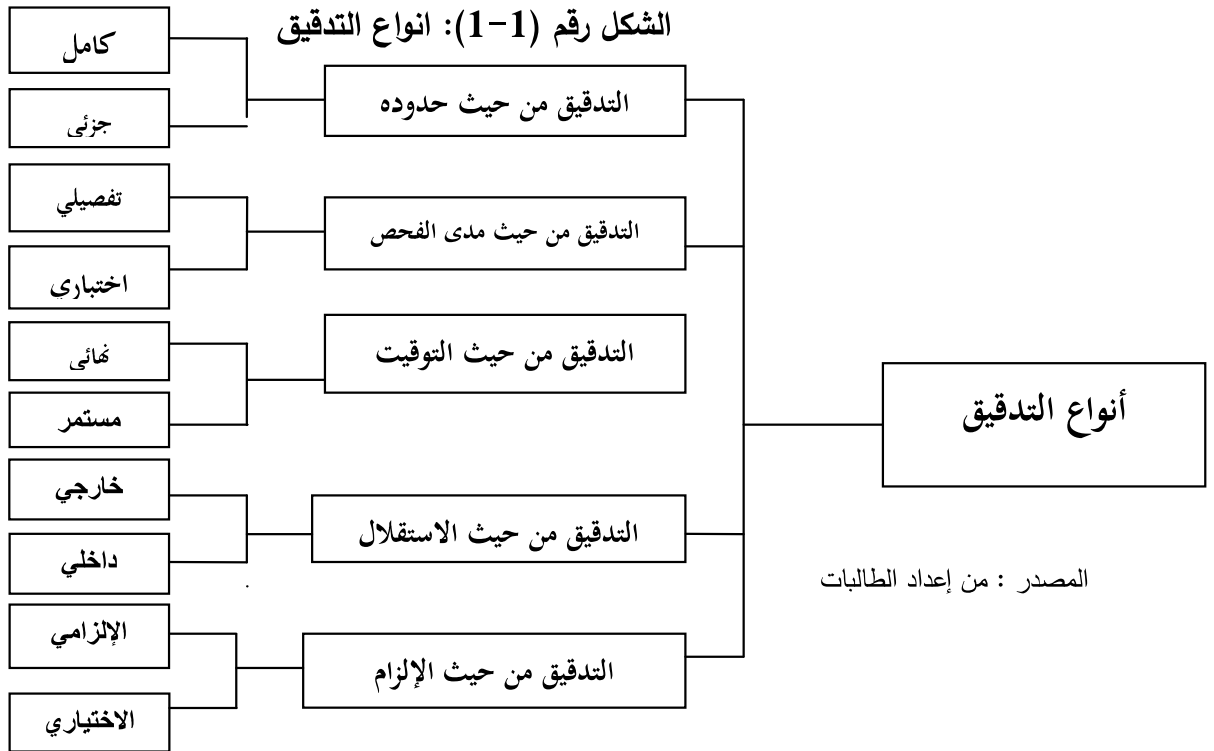 الشكل رقم (1-1): انواع التدقيق
أنواع التدقيق
التدقيق من حيث حدوده
كامل
جزئي
التدقيق من حيث مدى الفحص
تفصيلي
اختباري
التدقيق من حيث التوقيت
نهائي
مستمر
التدقيق من حيث الاستقلال
خارجي
داخلي
التدقيق من حيث الإلزام
الإلزامي
الاختياري
المصدر : من إعداد الطالبات